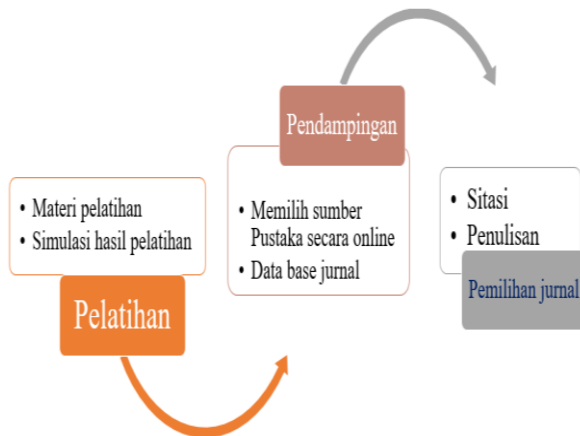 • Materi pelatihan
• Simulasi hasil pelatihan
Pelatihan
Pendampingan
• Memilih sumber
Pustaka secara online
• Data base jurnal
• Sitasi
• Penulisan
Pemilihan jurnal